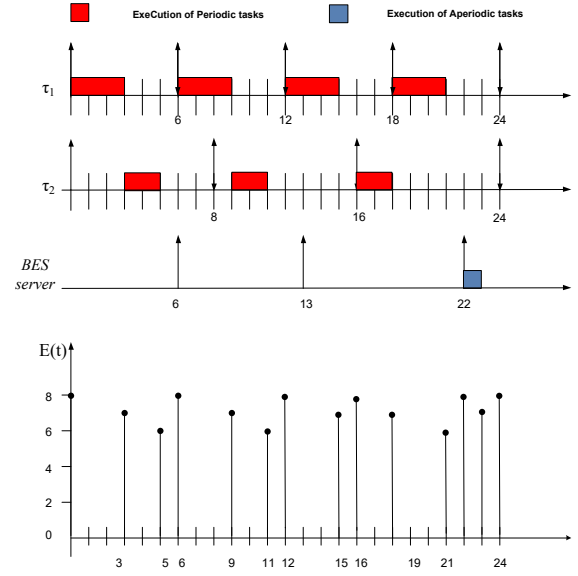 ExeCution of Periodic tasks
Execution of Aperiodic tasks
τ1
6 12 18 24
τ2
8 16 24
BES
server
6 13 22
E(t)
8
6
4
2
0
3 5 6 9 11 12 15 16 19 21 24